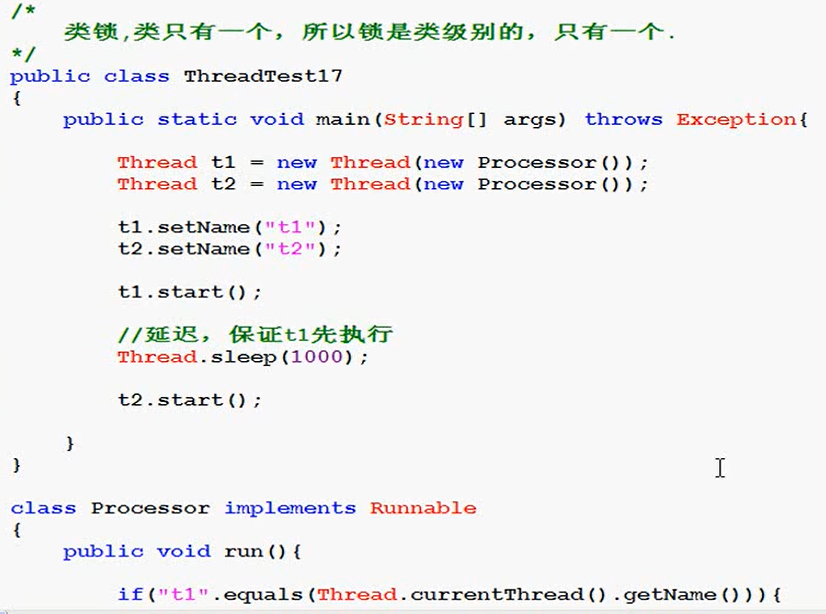 /*
    类锁,类只有一个，所以锁是类级别的，只有一个.
*/
public class ThreadTest17
{
    public static void main(String[] args) throws Exception{
        Thread t1 = new Thread(new Processor());
        Thread t2 = new Thread(new Processor());
        t1.setName("t1");
        t2.setName("t2");
        t1.start();
        //延迟，保证t1先执行
        Thread.sleep(1000);
        t2.start();
    }
}
class Processor implements Runnable
{
    public void run(){
        if("t1".equals(Thread.currentThread().getName())){